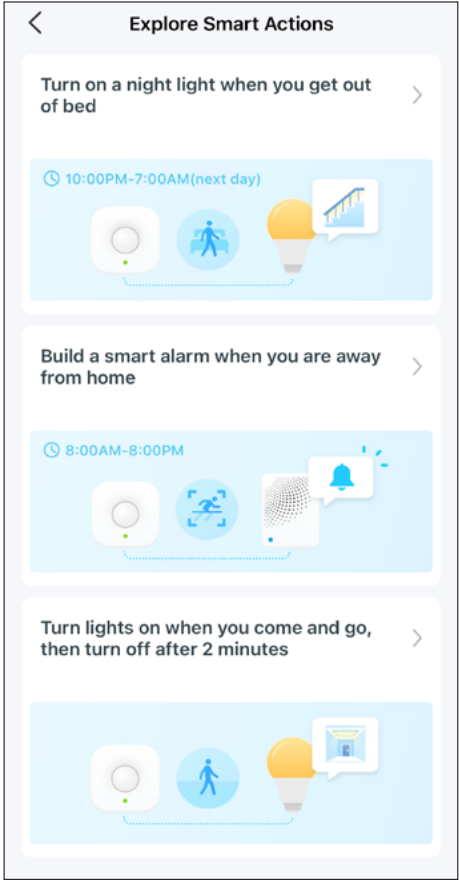 Explore Smart Actions
Turn on a night light when you get out
of bed
10:00PM-7:00AM(next day)
Build a smart alarm when you are away
from home
8:00AM-8:00PM
Turn lights on when you come and go,
then turn off after 2 minutes